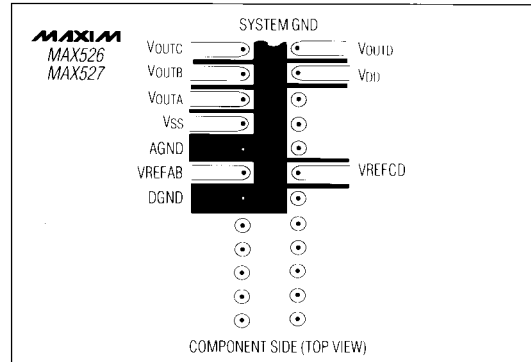 SYSTEM GND
MAXIM
MAX526
MAX527
VOUTC
VOUTD
VOUTB
VDD
VOUTA
VSS
AGND
VREFAB
VREFCD
DGND
COMPONENT SIDE (TOP VIEW)